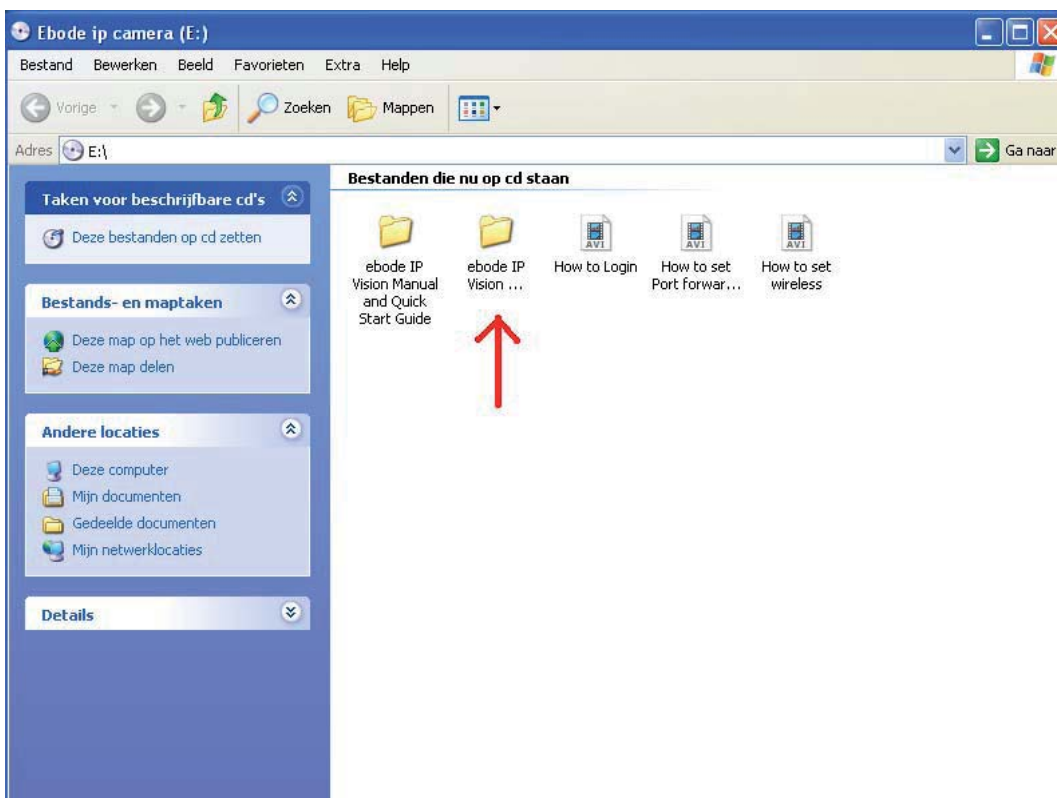 Ebode ip camera (E:)
Bestand Bewerken Beeld Favorieten Extra Help
Vorige Zoeken Mappen
Adres E:\ Ga naar
Taken voor beschrijfbare cd's
Deze bestanden op cd zetten
Bestands- en maptaken
Deze map op het web publiceren
Deze map delen
Andere locaties
Deze computer
Mijn documenten
Gedeelde documenten
Mijn netwerklocaties
Details
Bestanden die nu op cd staan
ebode IP
Vision Manual
and Quick
Start Guide
ebode IP
Vision ...
AVI
How to Login
AVI
How to set
Port forwar...
AVI
How to set
wireless